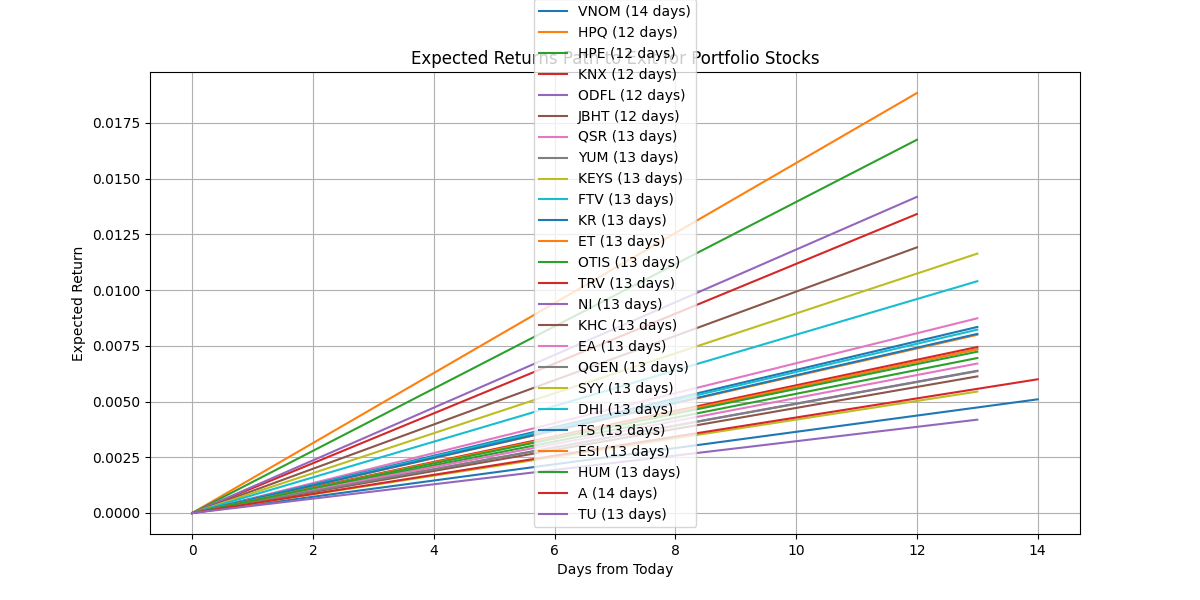 VNOM (14 days)
HPQ (12 days)
Expected Returns Path to Exit for Portfolio Stocks
HPE (12 days)
KNX (12 days)
ODFL (12 days)
JBHT (12 days)
QSR (13 days)
YUM (13 days)
KEYS (13 days)
FTV (13 days)
KR (13 days)
ET (13 days)
OTIS (13 days)
TRV (13 days)
NI (13 days)
KHC (13 days)
EA (13 days)
QGEN (13 days)
SYY (13 days)
DHI (13 days)
TS (13 days)
ESI (13 days)
HUM (13 days)
A (14 days)
TU (13 days)
Expected Return
0.0175
0.0150
0.0125
0.0100
0.0075
0.0050
0.0025
0.0000
0 2 4 6 8 10 12 14
Days from Today